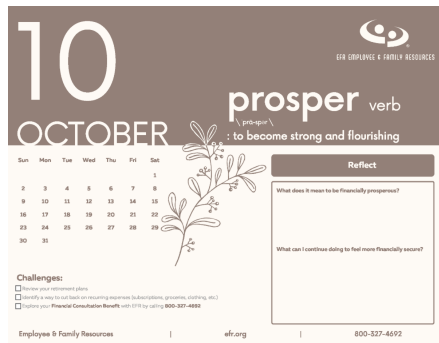 10
OCTOBER
EFR EMPLOYEE & FAMILY RESOURCES
prosper verb
\ prä-spər \
: to become strong and flourishing
Sun Mon Tue Wed Thu Fri Sat
1
2 3 4 5 6 7 8
9 10 11 12 13 14 15
16 17 18 19 20 21 22
23 24 25 26 27 28 29
30 31
Reflect
What does it mean to be financially prosperous?
What can I continue doing to feel more financially secure?
Challenges:
Review your retirement plans
Identify a way to cut back on recurring expenses (subscriptions, groceries, clothing, etc.)
Explore your Financial Consultation Benefit with EFR by calling 800-327-4692
Employee & Family Resources | efr.org | 800-327-4692